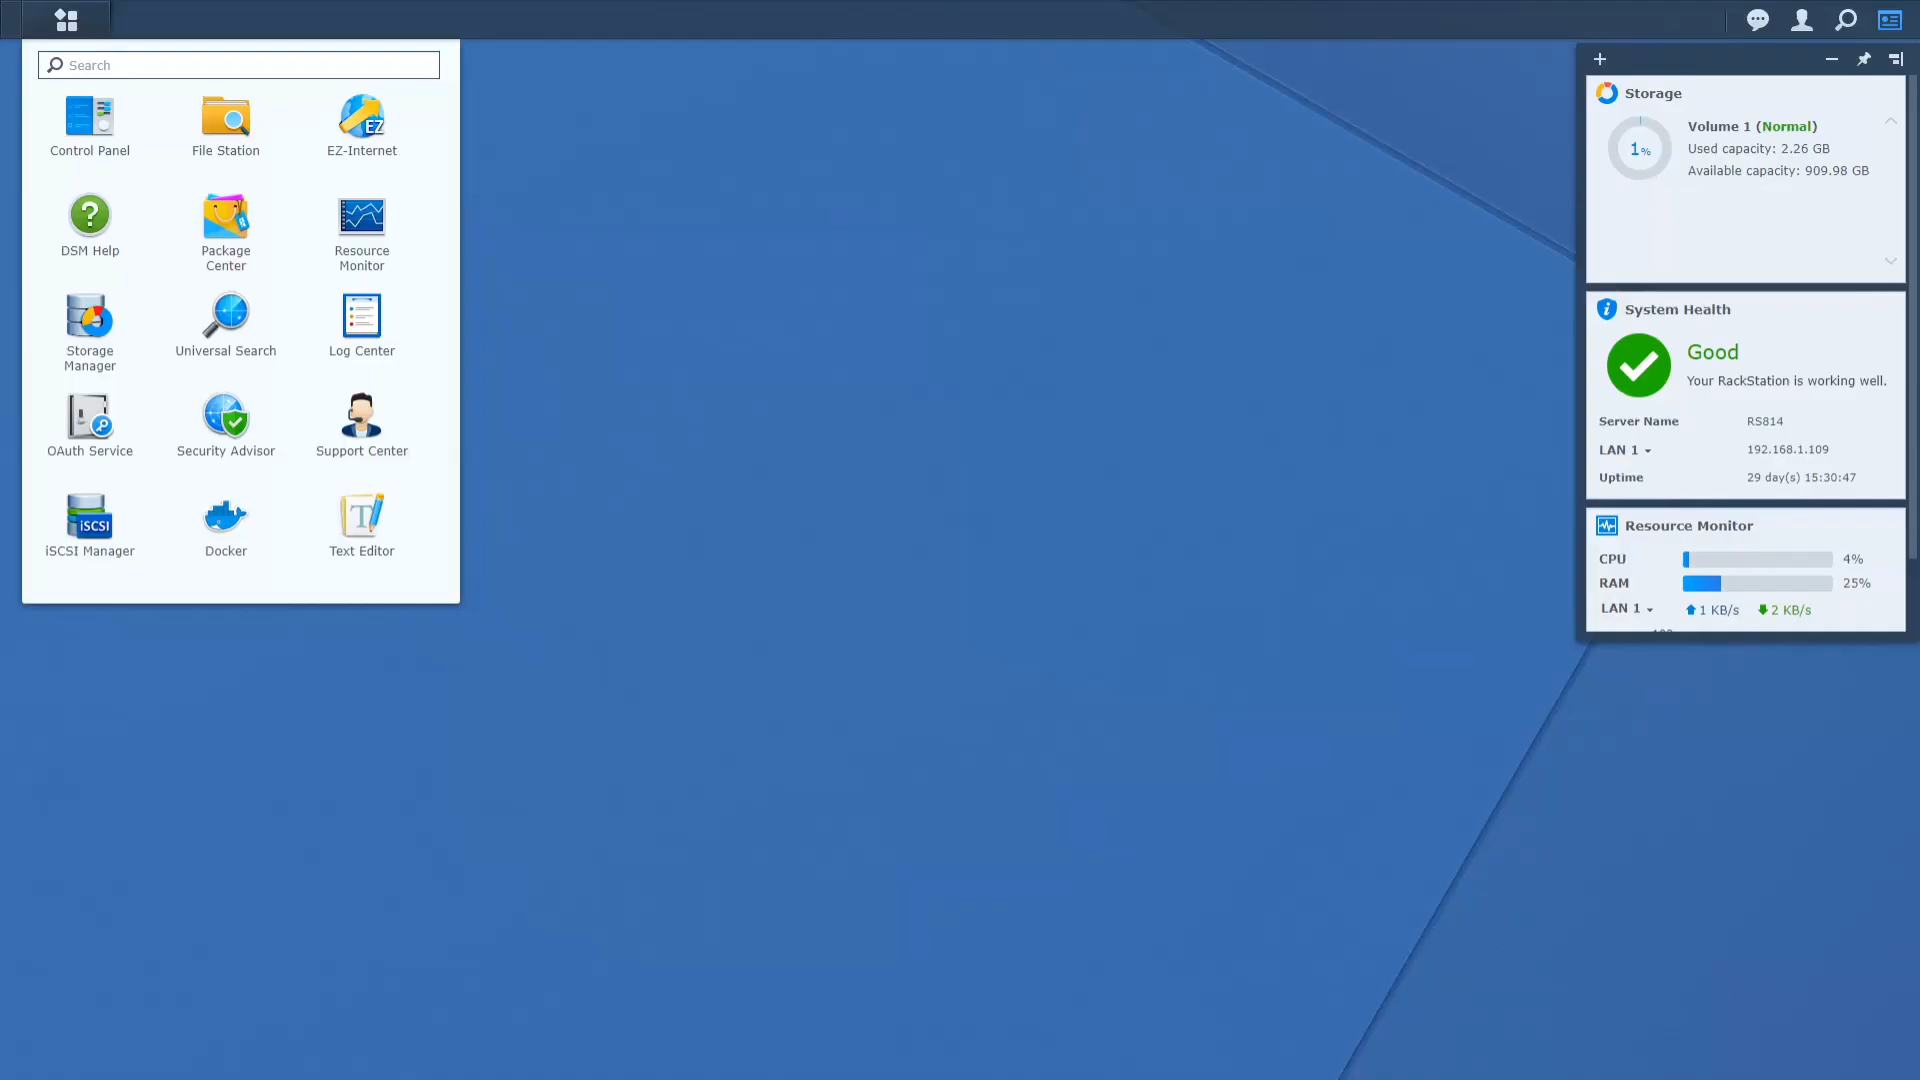 Search
Control Panel
File Station
EZ
EZ-Internet
?
DSM Help
Package
Center
Resource
Monitor
Storage
Manager
Universal Search
Log Center
OAuth Service
Security Advisor
Support Center
iSCSI
iSCSI Manager
Docker
T
Text Editor
Storage
1%
Volume 1 (Normal)
Used capacity: 2.26 GB
Available capacity: 909.98 GB
System Health
Good
Your RackStation is working well.
Server Name RS814
LAN 1 192.168.1.109
Uptime 29 day(s) 15:30:47
Resource Monitor
CPU 4%
RAM 25%
LAN 1 1 KB/s 2 KB/s